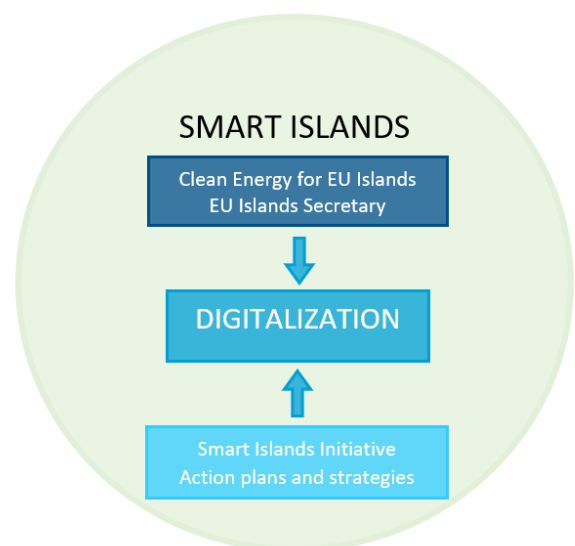 SMART ISLANDS
Clean Energy for EU Islands
EU Islands Secretary
DIGITALIZATION
Smart Islands Initiative
Action plans and strategies